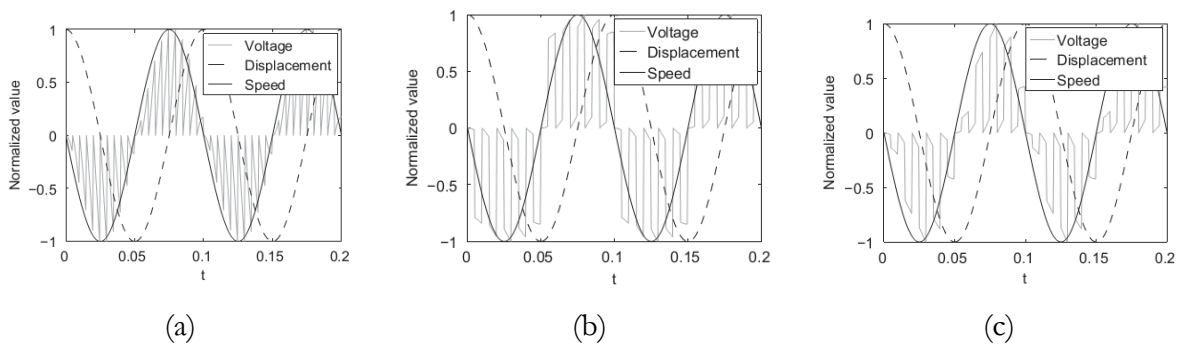 1
0.5
0
−0.5
−1
Normalized value
0
0.05
0.1
0.15
0.2
t
Voltage
Displacement
Speed
(a)
1
0.5
0
−0.5
−1
Normalized value
0
0.05
0.1
0.15
0.2
t
Voltage
Displacement
Speed
(b)
1
0.5
0
−0.5
−1
Normalized value
0
0.05
0.1
0.15
0.2
t
Voltage
Displacement
Speed
(c)